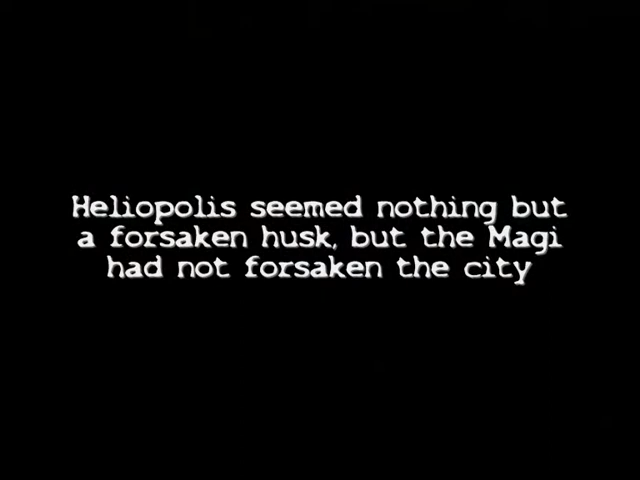 Heliopolis seemed nothing but
a forsaken husk, but the Magi
had not forsaken the city